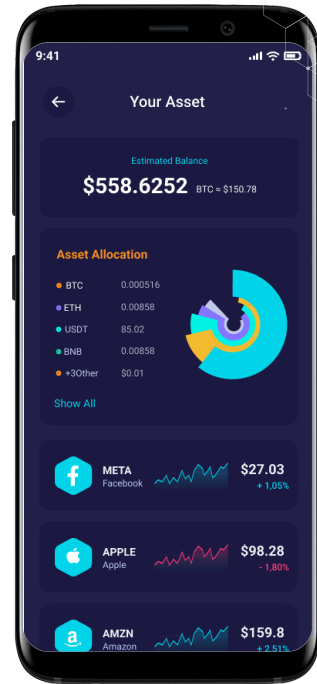 9:41
Your Asset
Estimated Balance
$558.6252 BTC ≈ $150.78
Asset Allocation
BTC 0.000516
ETH 0.00858
USDT 85.02
BNB 0.00858
+3Other $0.01
Show All
META $27.03
Facebook + 1,05%
APPLE $98.28
Apple - 1,80%
AMZN $159.8
Amazon + 2,51%